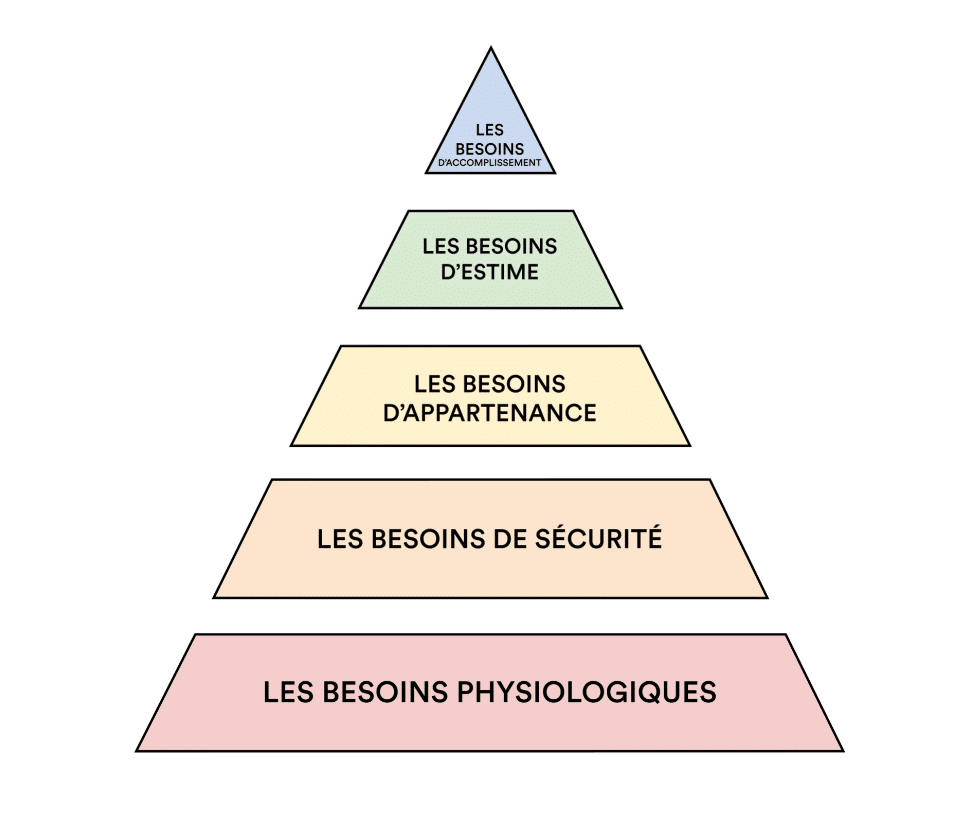 LES
BESOINS
D'ACCOMPLISSEMENT
LES BESOINS
D'ESTIME
LES BESOINS
D'APPARTENANCE
LES BESOINS DE SÉCURITÉ
LES BESOINS PHYSIOLOGIQUES